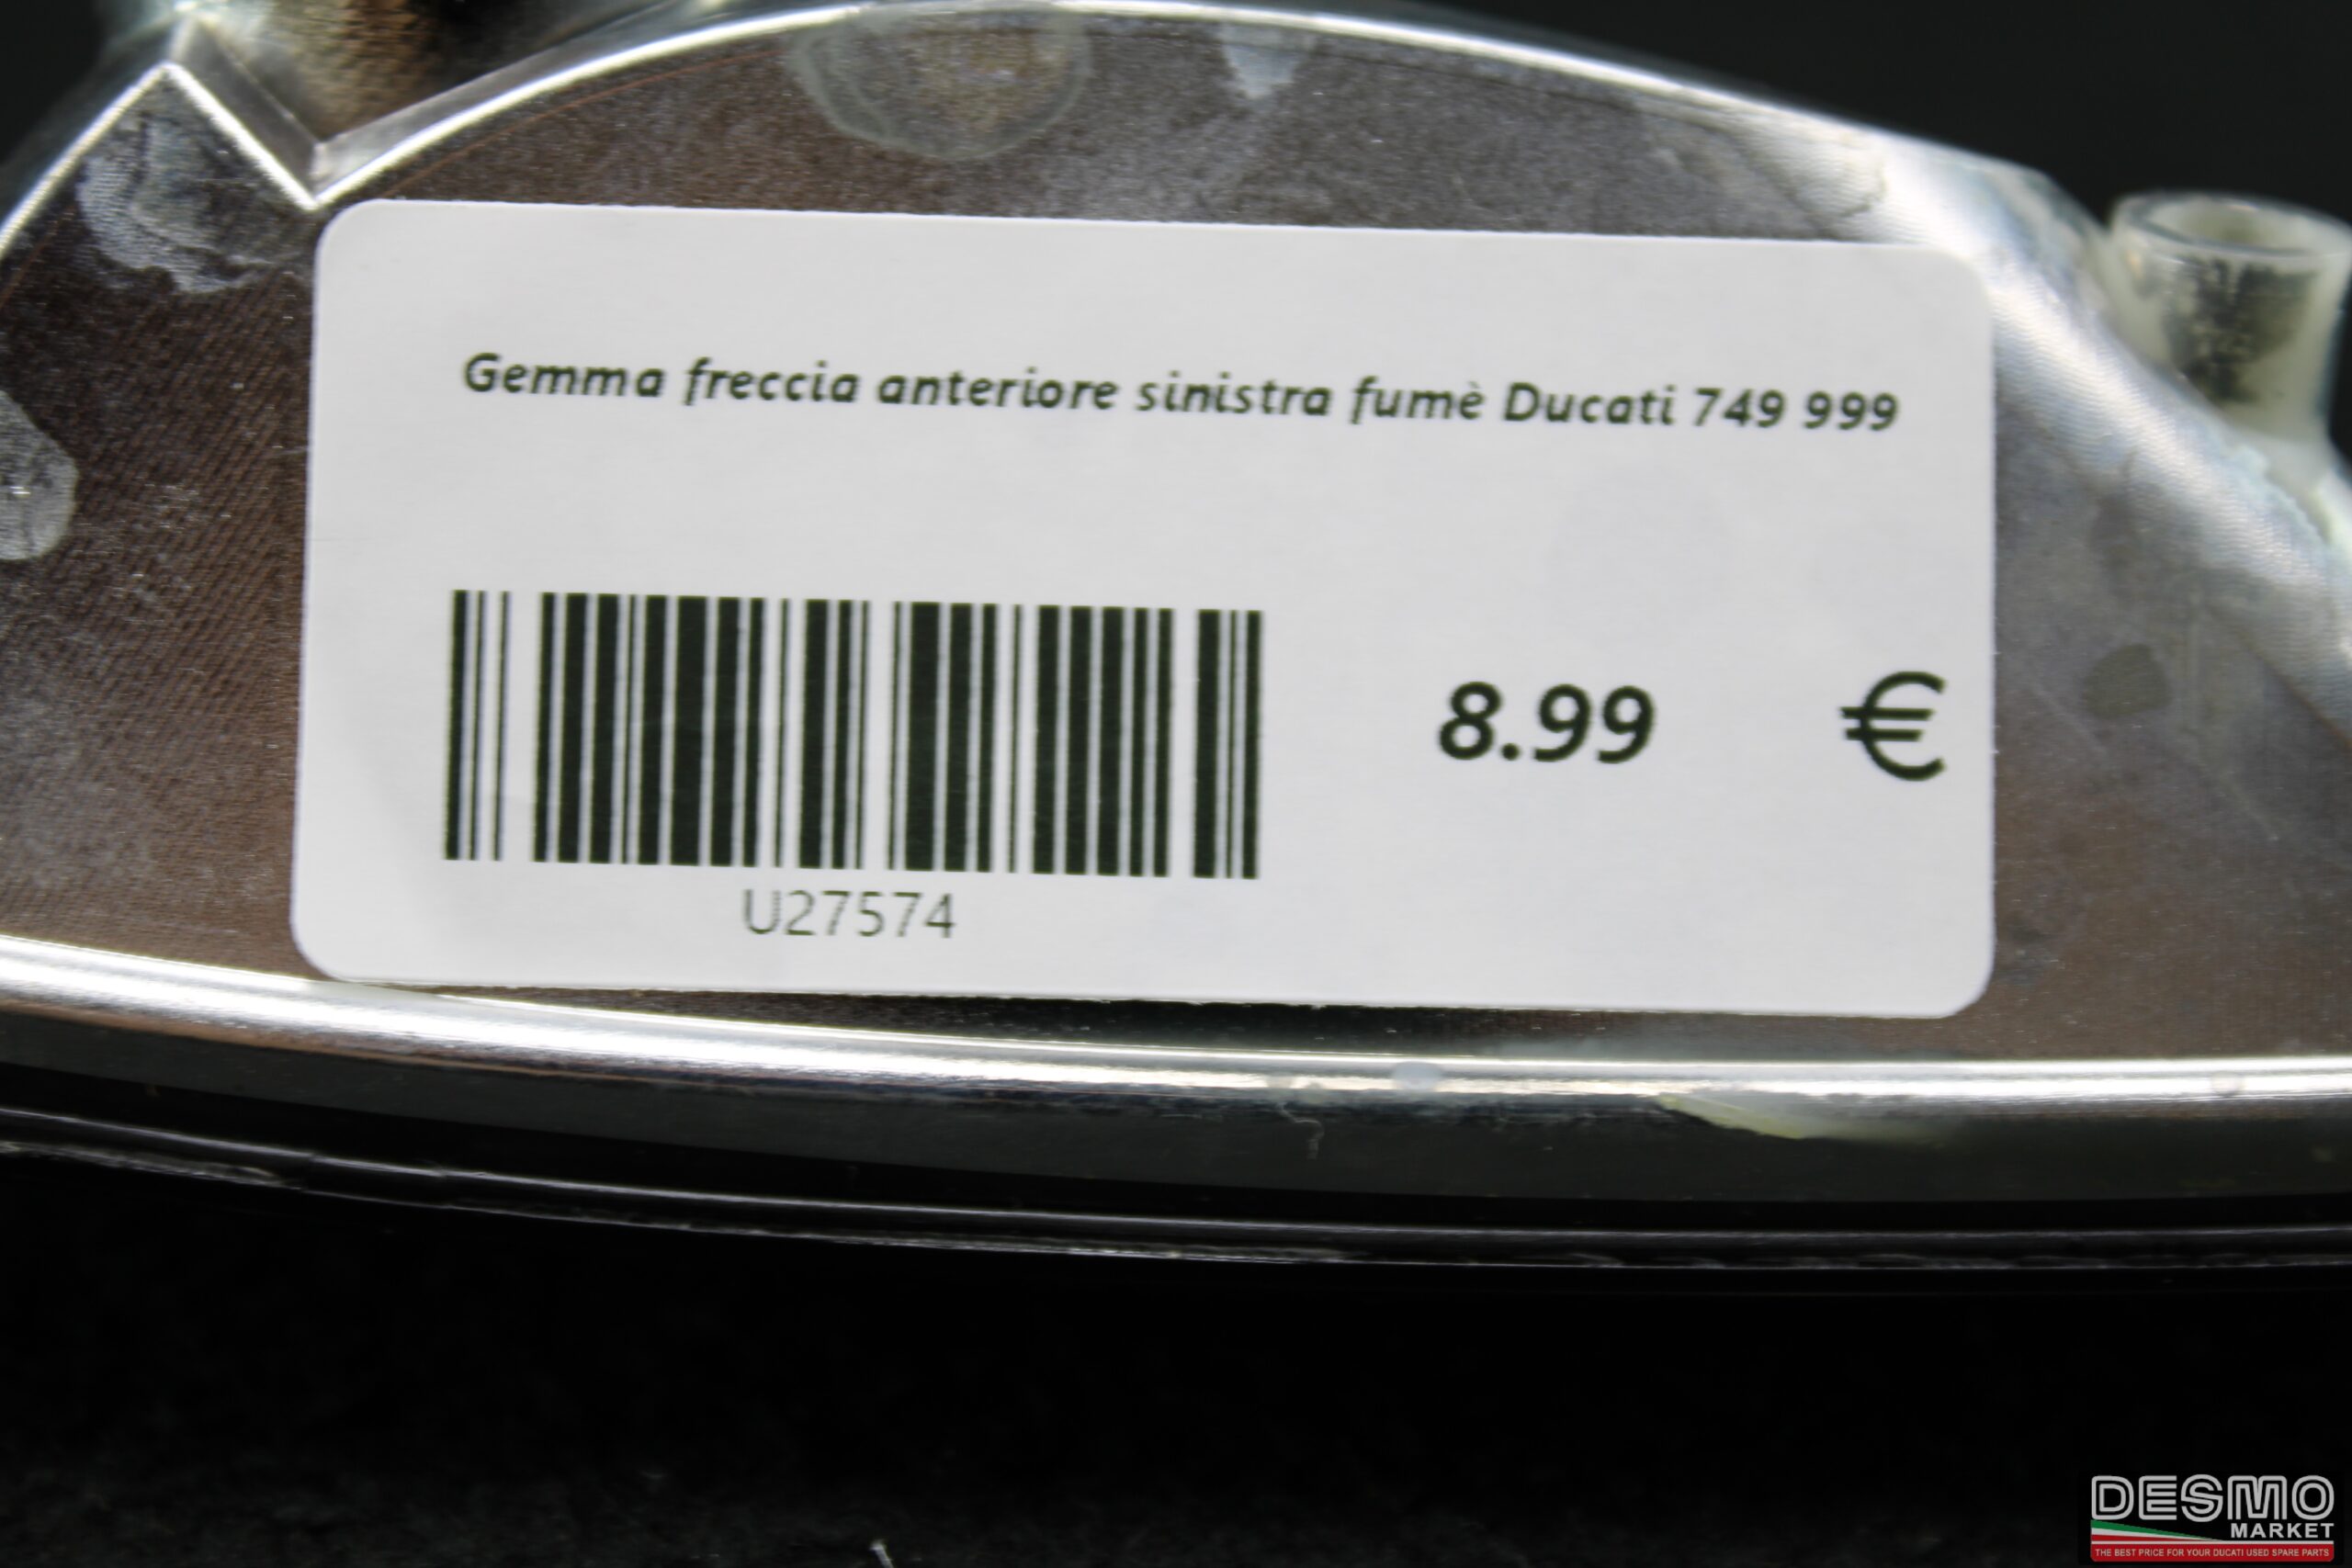 Gemma freccia anteriore sinistra fumè Ducati 749 999
8.99 €
U27574
DESMO
MARKET
THE BEST PRICE FOR YOUR DUCATI USED SPARE PARTS